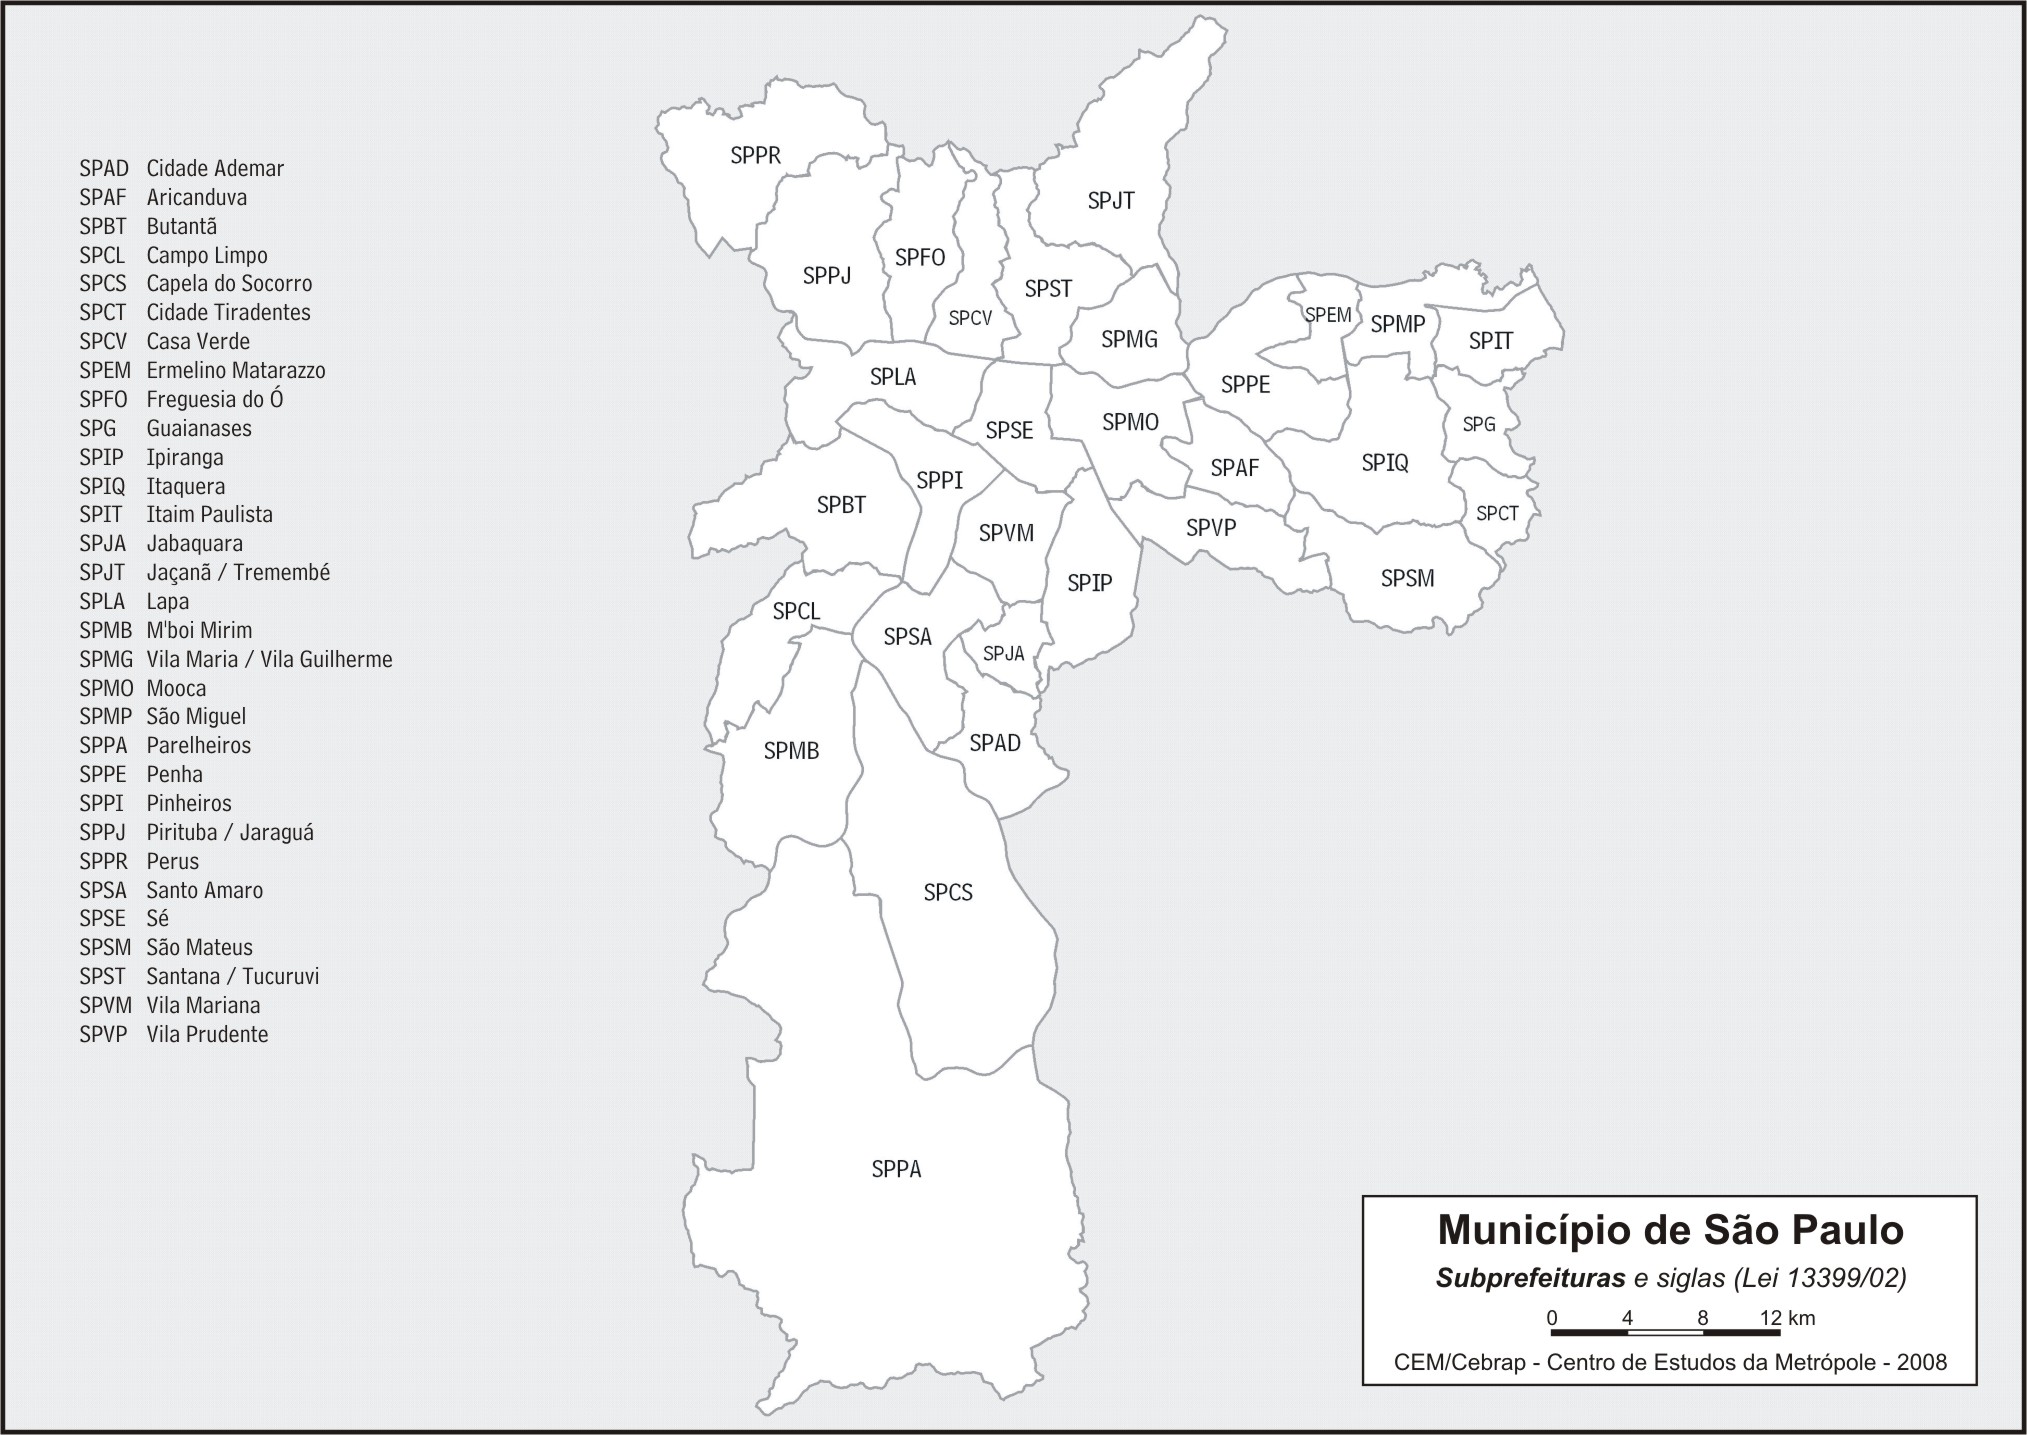 SPAD Cidade Ademar
SPAF Aricanduva
SPBT Butantã
SPCL Campo Limpo
SPCS Capela do Socorro
SPCT Cidade Tiradentes
SPCV Casa Verde
SPEM Ermelino Matarazzo
SPFO Freguesia do Ó
SPG Guaianases
SPIP Ipiranga
SPIQ Itaquera
SPIT Itaim Paulista
SPJA Jabaquara
SPJT Jaçanã / Tremembé
SPLA Lapa
SPMB M'boi Mirim
SPMG Vila Maria / Vila Guilherme
SPMO Mooca
SPMP São Miguel
SPPA Parelheiros
SPPE Penha
SPPI Pinheiros
SPPJ Pirituba / Jaraguá
SPPR Perus
SPSA Santo Amaro
SPSE Sé
SPSM São Mateus
SPST Santana / Tucuruvi
SPVM Vila Mariana
SPVP Vila Prudente
SPPR
SPJT
SPFO
SPPJ
SPST
SPCV
SPEM
SPMP
SPMG
SPIT
SPLA
SPPE
SPMO
SPG
SPSE
SPIQ
SPAF
SPPI
SPBT
SPCT
SPVP
SPVM
SPSM
SPIP
SPCL
SPSA
SPJA
SPAD
SPMB
SPCS
SPPA
Município de São Paulo
Subprefeituras e siglas (Lei 13399/02)
0 4 8 12 km
CEM/Cebrap - Centro de Estudos da Metrópole - 2008